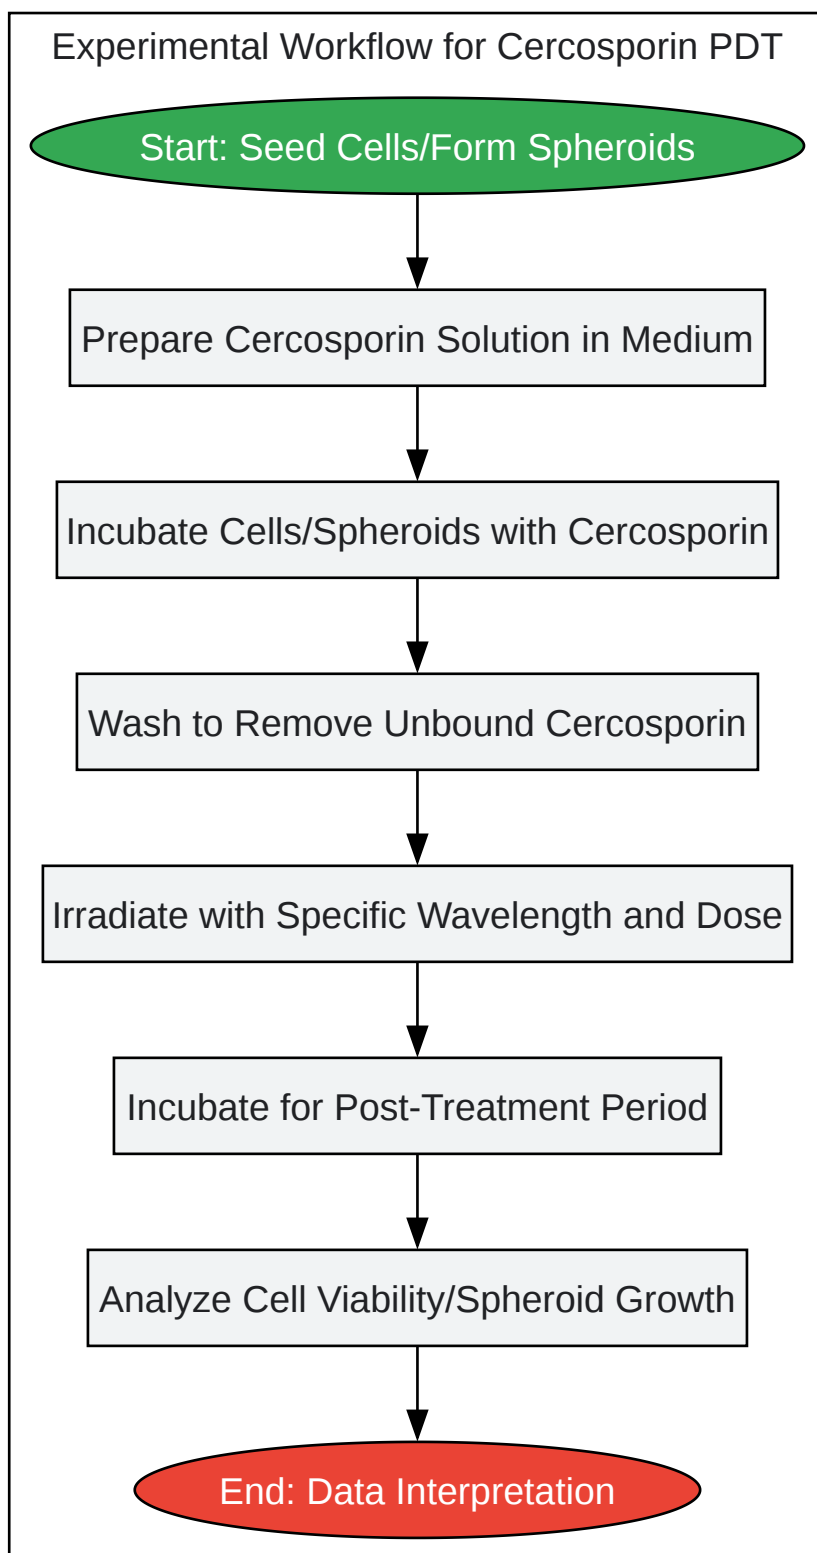 Experimental Workflow for Cercosporin PDT
Start: Seed Cells/Form Spheroids
Prepare Cercosporin Solution in Medium
Incubate Cells/Spheroids with Cercosporin
Wash to Remove Unbound Cercosporin
Irradiate with Specific Wavelength and Dose
Incubate for Post-Treatment Period
Analyze Cell Viability/Spheroid Growth
End: Data Interpretation